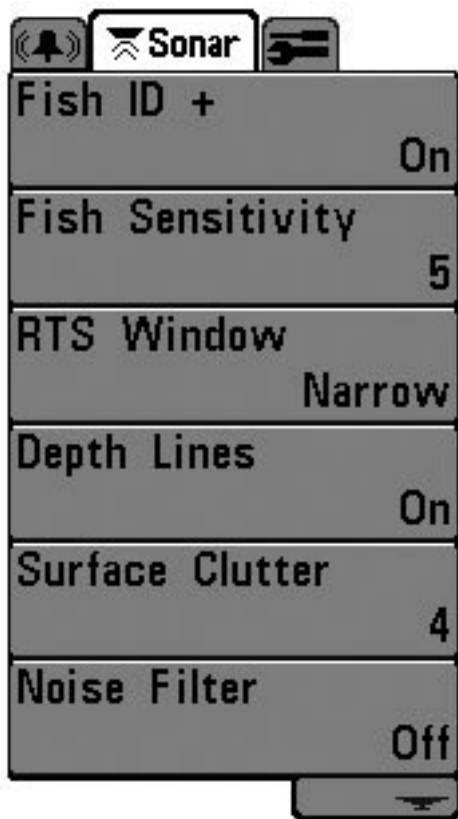 Sonar
Fish ID +
On
Fish Sensitivity
5
RTS Window
Narrow
Depth Lines
On
Surface Clutter
4
Noise Filter
Off